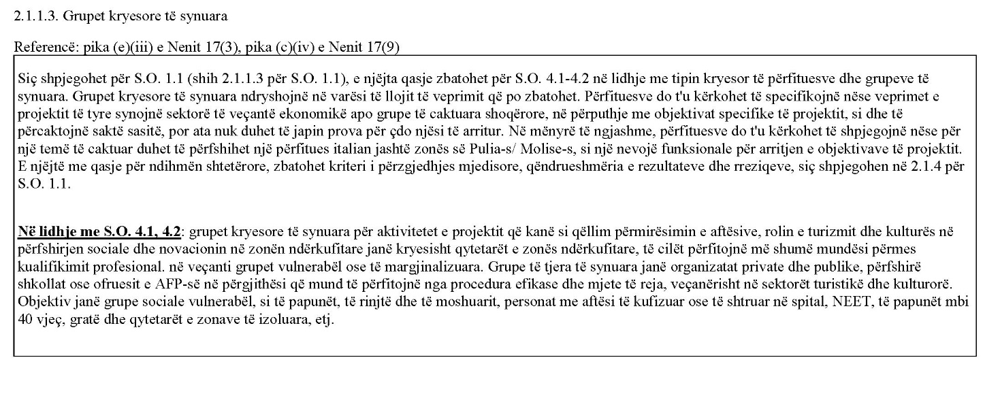 2.1.1.3. Grupet kryesore të synuara
Referencë: pika (e)(iii) e Nenit 17(3), pika (c)(iv) e Nenit 17(9)
Siç shpjegohet për S.O. 1.1 (shih 2.1.1.3 për S.O. 1.1), e njëjta qasje zbatohet për S.O. 4.1-4.2 në lidhje me tipin kryesor të përfituesve dhe grupeve të
synuara. Grupet kryesore të synuara ndryshojnë në varësi të llojit të veprimit që po zbatohet. Përfituesve do t'u kërkohet të specifikojnë nëse veprimet e
projektit të tyre synojnë sektorë të veçantë ekonomikë apo grupe të caktuara shoqërore, në përputhje me objektivat specifike të projektit, si dhe të
përcaktojnë saktë sasitë, por ata nuk duhet të japin prova për çdo njësi të arritur. Në mënyrë të ngjashme, përfituesve do t'u kërkohet të shpjegojnë nëse për
një temë të caktuar duhet të përfshihet një përfitues italian jashtë zonës së Pulia-s/ Molise-s, si një nevojë funksionale për arritjen e objektivave të projektit.
E njëjtë me qasje për ndihmën shtetërore, zbatohet kriteri i përzgjedhjes mjedisore, qëndrueshmëria e rezultateve dhe rreziqeve, siç shpjegohen në 2.1.4 për
S.O. 1.1.
Në lidhje me S.O. 4.1, 4.2: grupet kryesore të synuara për aktivitetet e projektit që kanë si qëllim përmirësimin e aftësive, rolin e turizmit dhe kulturës në
përfshirjen sociale dhe novacionin në zonën ndërkufitare janë kryesisht qytetarët e zonës ndërkufitare, të cilët përfitojnë më shumë mundësi përmes
kualifikimit profesional. në veçanti grupet vulnerabël ose të margjinalizuara. Grupe të tjera të synuara janë organizatat private dhe publike, përfshirë
shkollat ose ofruesit e AFP-së në përgjithësi që mund të përfitojnë nga procedura efikase dhe mjete të reja, veçanërisht në sektorët turistikë dhe kulturorë.
Objektiv janë grupe sociale vulnerabël, si të papunët, të rinjtë dhe të moshuarit, personat me aftësi të kufizuar ose të shtruar në spital, NEET, të papunët mbi
40 vjeç, gratë dhe qytetarët e zonave të izoluara, etj.